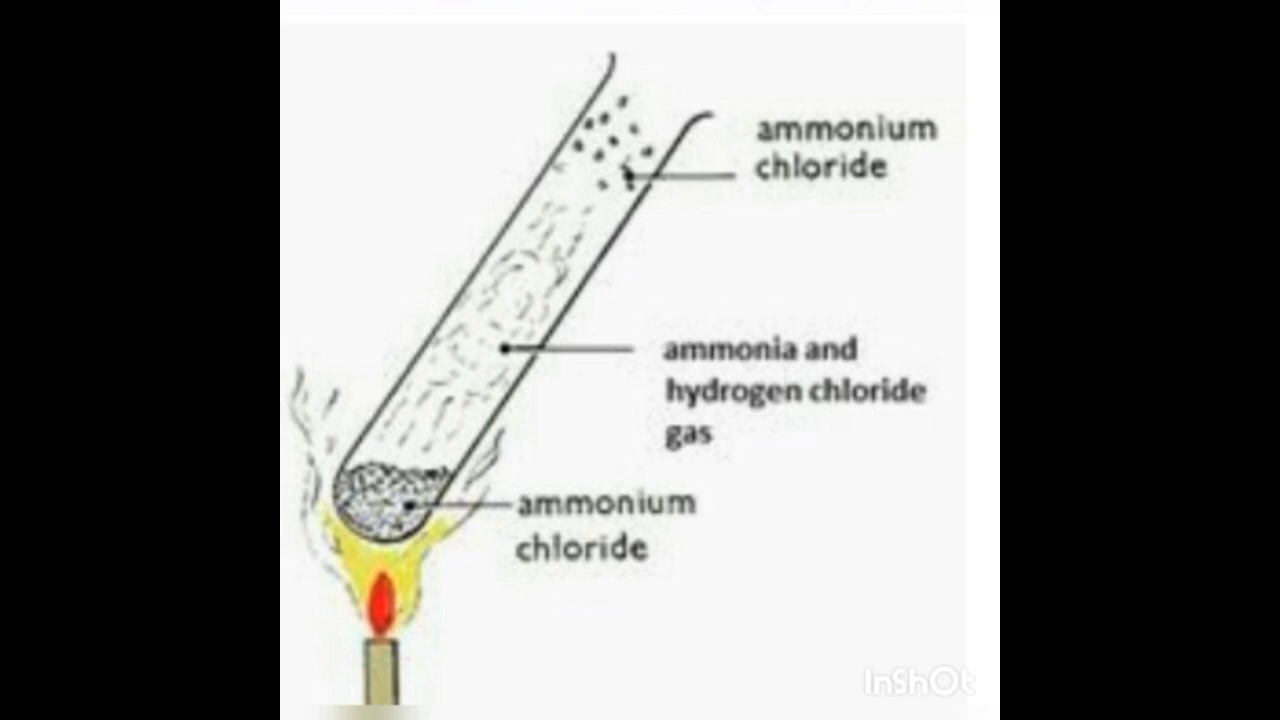 ammonium
chloride
ammonia and
hydrogen chloride
gas
ammonium
chloride
InShOt